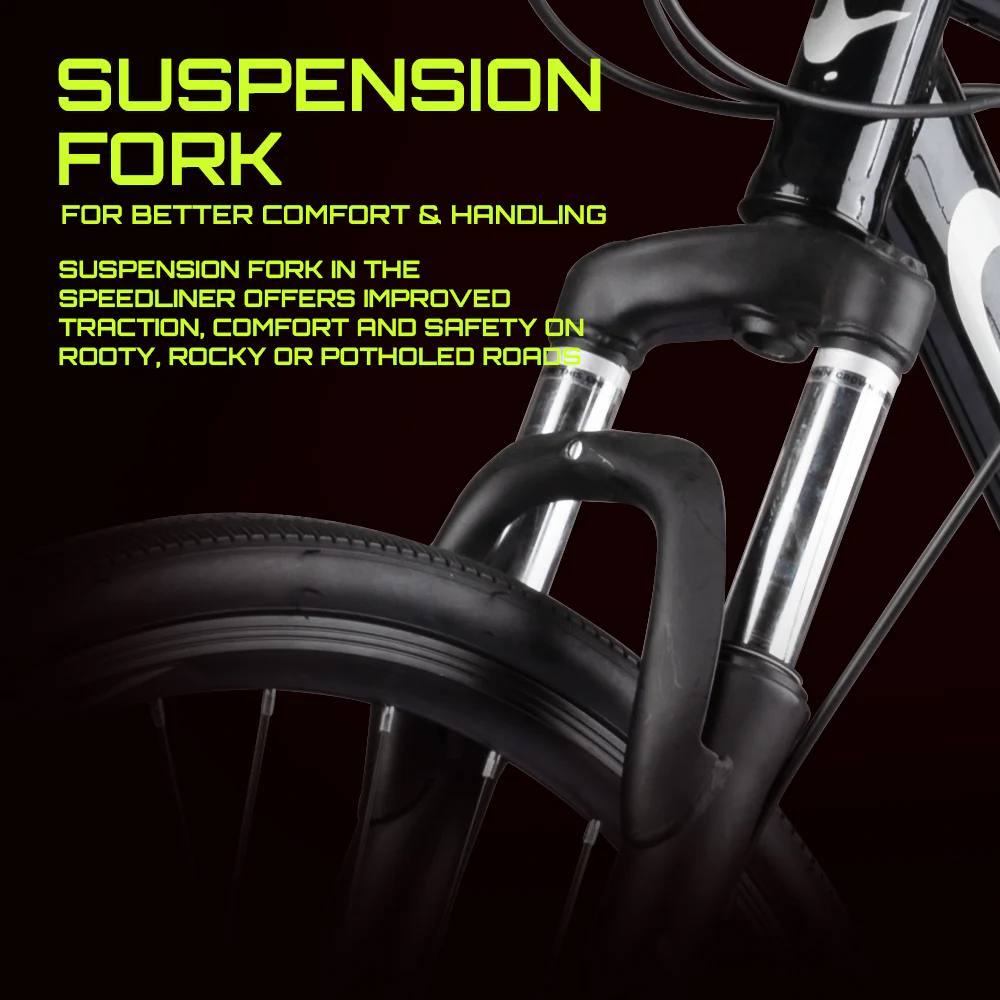 SUSPENSION
FORK
FOR BETTER COMFORT & HANDLING
SUSPENSION FORK IN THE
SPEEDLINER OFFERS IMPROVED
TRACTION, COMFORT AND SAFETY ON
ROOTY, ROCKY OR POTHOLED ROADS